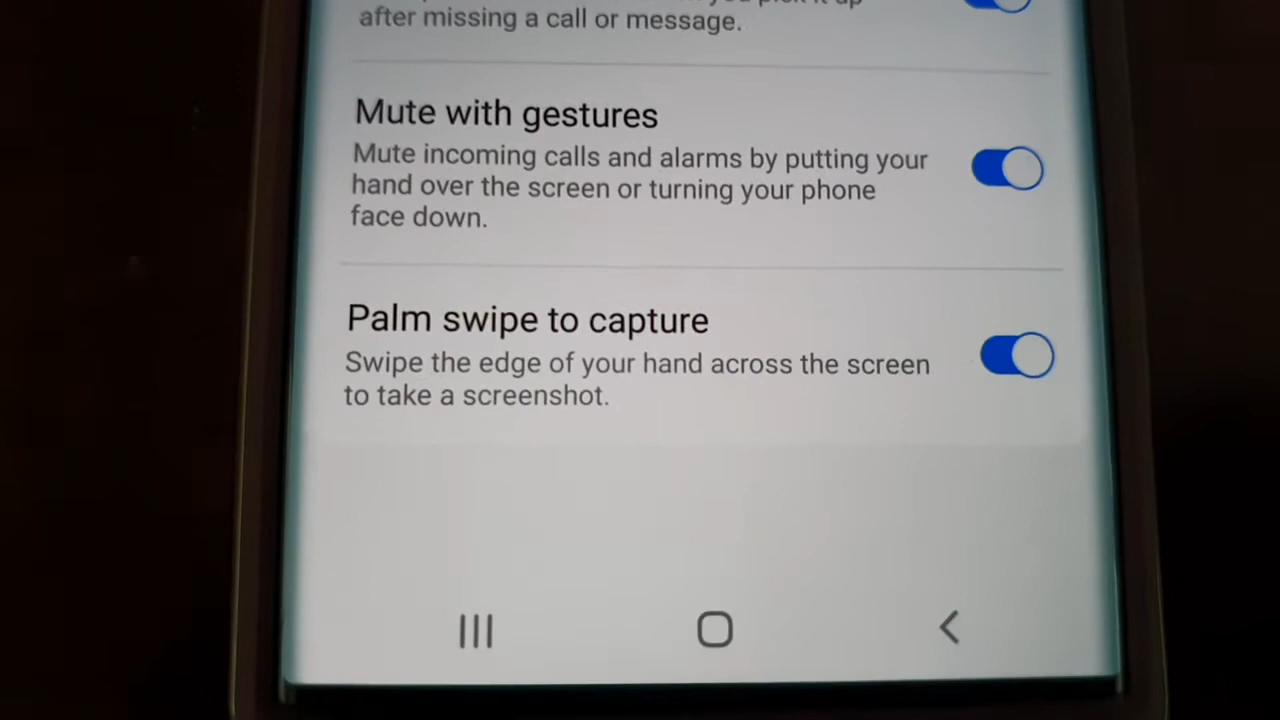 after missing a call or message.
Mute with gestures
Mute incoming calls and alarms by putting your
hand over the screen or turning your phone
face down.
Palm swipe to capture
Swipe the edge of your hand across the screen
to take a screenshot.